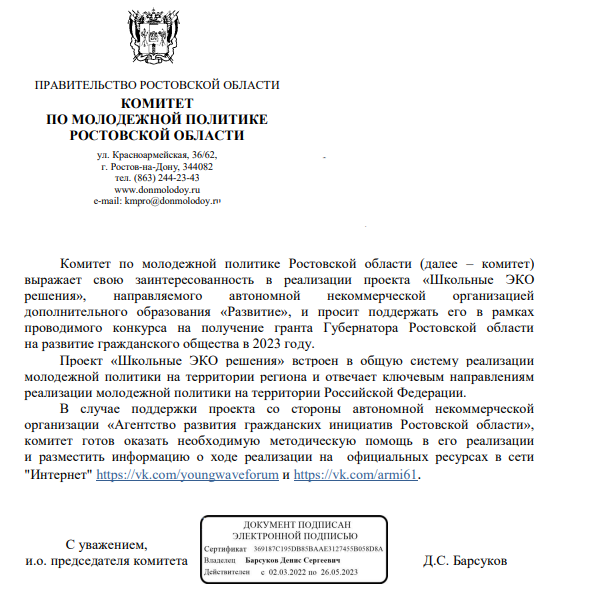 ПРАВИТЕЛЬСТВО РОСТОВСКОЙ ОБЛАСТИ
КОМИТЕТ
ПО МОЛОДЕЖНОЙ ПОЛИТИКЕ
РОСТОВСКОЙ ОБЛАСТИ
ул. Красноармейская, 36/62,
г. Ростов-на-Дону, 344082
тел. (863) 244-23-43
www.donmolodoy.ru
e-mail: kmpro@donmolodoy.ru
Комитет по молодежной политике Ростовской области (далее – комитет)
выражает свою заинтересованность в реализации проекта «Школьные ЭКО
решения», направляемого автономной некоммерческой организацией
дополнительного образования «Развитие», и просит поддержать его в рамках
проводимого конкурса на получение гранта Губернатора Ростовской области
на развитие гражданского общества в 2023 году.
Проект «Школьные ЭКО решения» встроен в общую систему реализации
молодежной политики на территории региона и отвечает ключевым направлениям
реализации молодежной политики на территории Российской Федерации.
В случае поддержки проекта со стороны автономной некоммерческой
организации «Агентство развития гражданских инициатив Ростовской области»,
комитет готов оказать необходимую методическую помощь в его реализации
и разместить информацию о ходе реализации на официальных ресурсах в сети
"Интернет" https://vk.com/youngwaveforum и https://vk.com/armi61.
С уважением,
и.о. председателя комитета
ДОКУМЕНТ ПОДПИСАН
ЭЛЕКТРОННОЙ ПОДПИСЬЮ
Сертификат 369187C195DB85BAAE3127455B058D8A
Владелец Барсуков Денис Сергеевич
Действителен с 02.03.2022 по 26.05.2023
Д.С. Барсуков